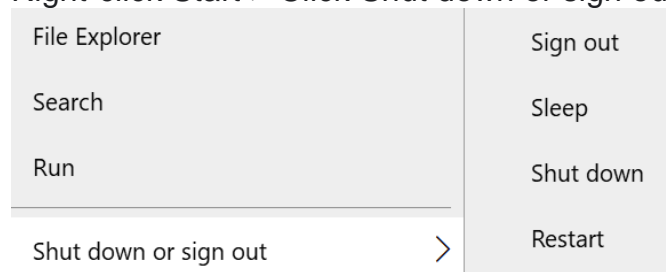 Right-click Start > Click Shut down or sign ou
File Explorer
Search
Run
Shut down or sign out
Sign out
Sleep
Shut down
Restart